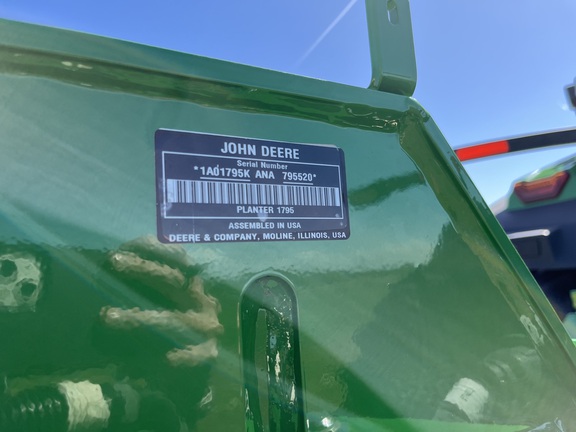 JOHN DEERE
Serial Number
*1A01795K ANA 795520*
PLANTER 1795
ASSEMBLED IN USA
DEERE & COMPANY, MOLINE, ILLINOIS, USA